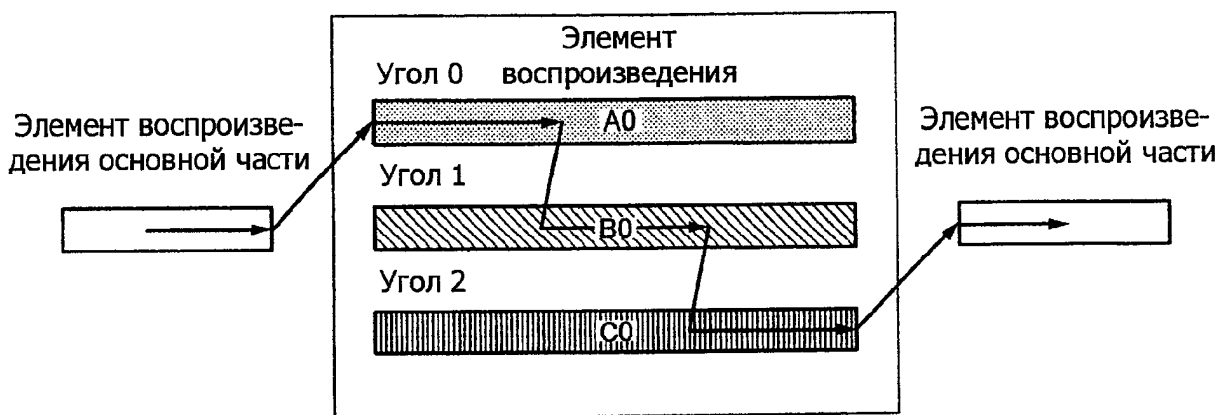 Элемент
Угол 0 воспроизведения
A0
Элемент воспроизве-
дения основной части
Угол 1
B0
Угол 2
C0
Элемент воспроизве-
дения основной части